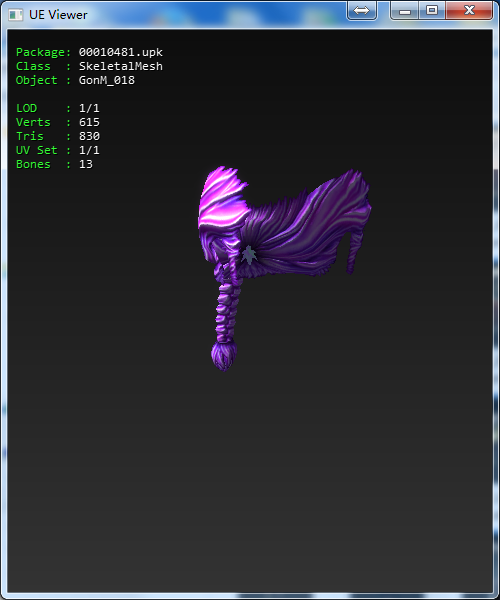 UE Viewer
Package: 00010481.upk
Class  : SkeletalMesh
Object : GonM_018
LOD    : 1/1
Verts  : 615
Tris   : 830
UV Set : 1/1
Bones  : 13